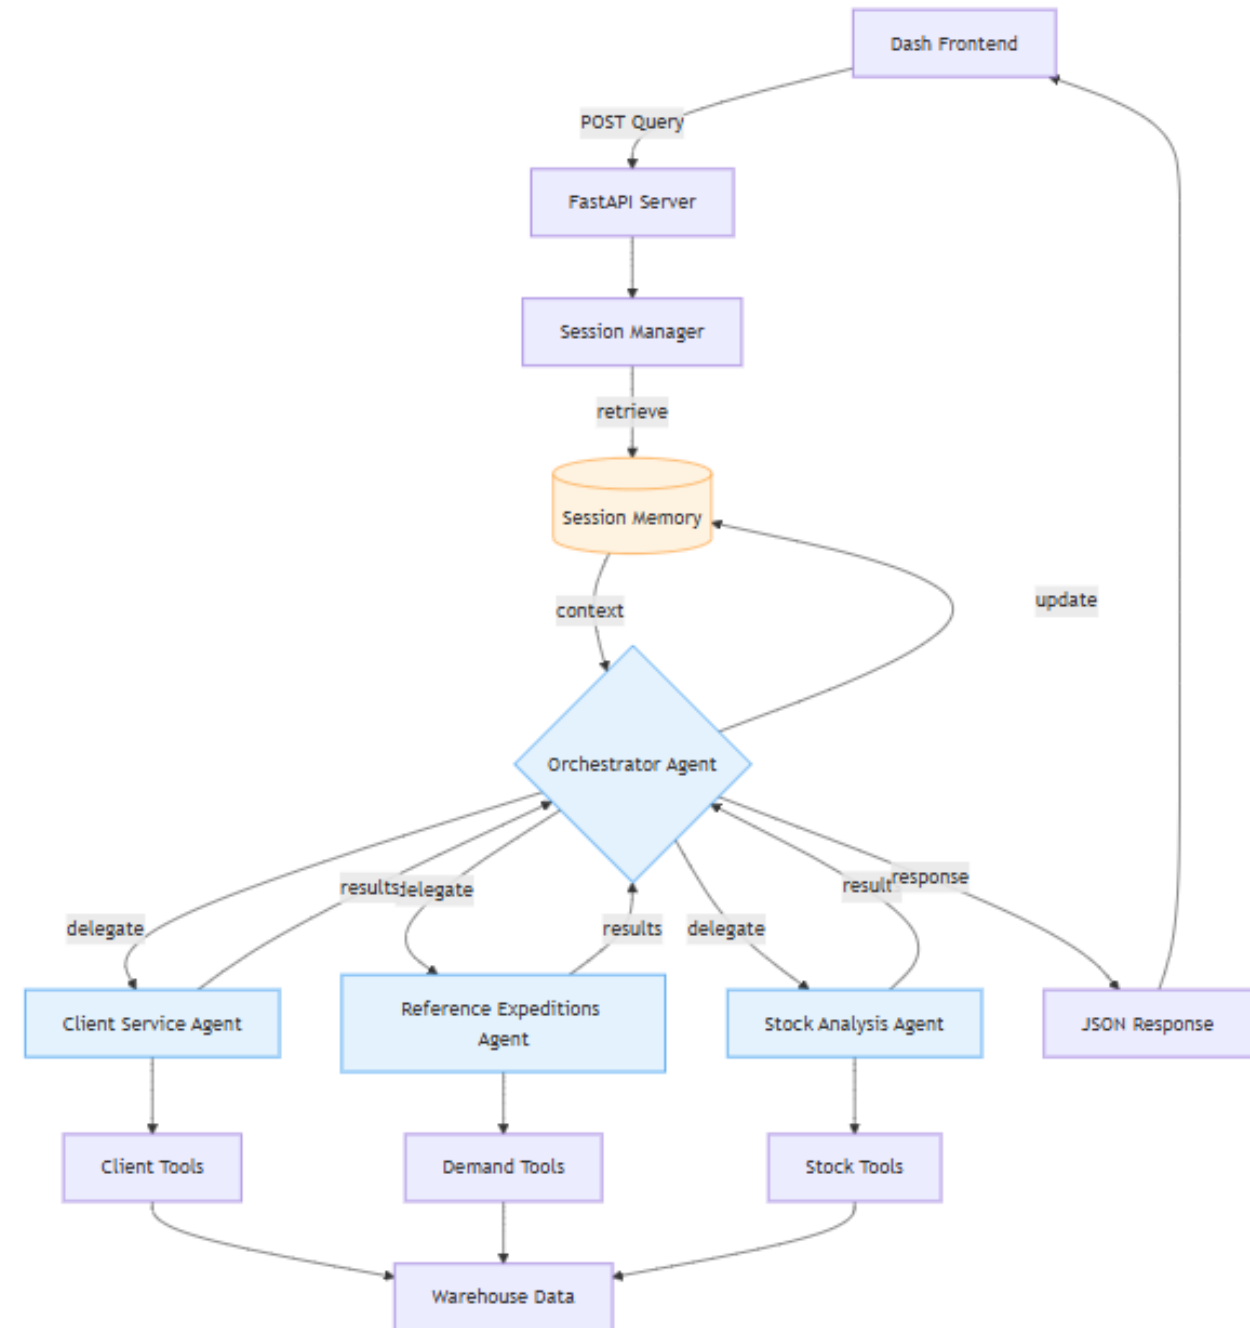 Dash Frontend
POST Query
FastAPI Server
Session Manager
retrieve
Session Memory
context
update
Orchestrator Agent
results
delegate
result
response
delegate
results
delegate
Client Service Agent
Reference Expeditions
Agent
Stock Analysis Agent
JSON Response
Client Tools
Demand Tools
Stock Tools
Warehouse Data